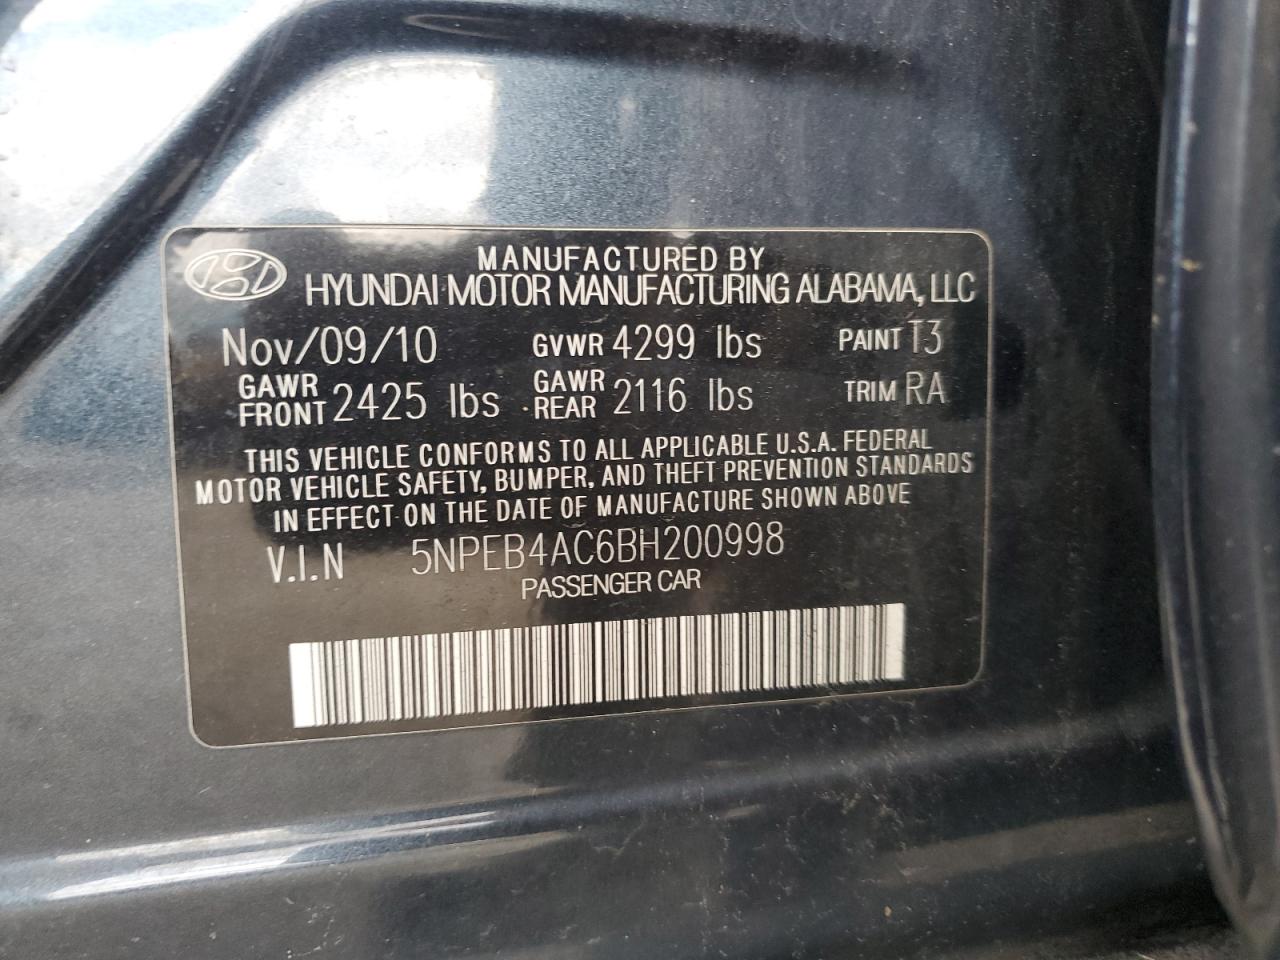 MANUFACTURED BY
HYUNDAI MOTOR MANUFACTURING ALABAMA, LLC
Nov/09/10 GVWR 4299 lbs PAINT T3
GAWR FRONT 2425 lbs GAWR REAR 2116 lbs TRIM RA
THIS VEHICLE CONFORMS TO ALL APPLICABLE U.S.A. FEDERAL
MOTOR VEHICLE SAFETY, BUMPER, AND THEFT PREVENTION STANDARDS
IN EFFECT ON THE DATE OF MANUFACTURE SHOWN ABOVE
V.I.N 5NPEB4AC6BH200998
PASSENGER CAR